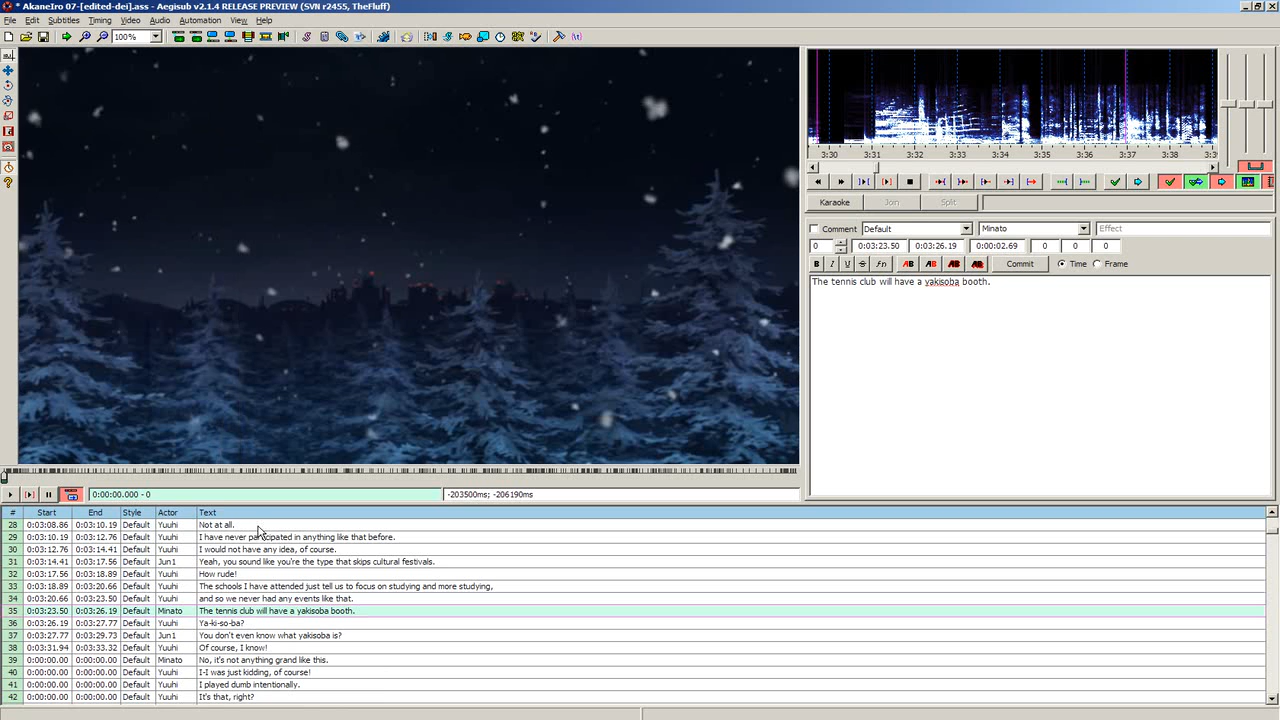 * AkaneIro 07-[edited-dei].ass - Aegisub v2.1.4 RELEASE PREVIEW (SVN r2455, TheFluff)
File Edit Subtitles Timing Video Audio Automation View Help
100%
3:30 3:31 3:32 3:33 3:34 3:35 3:36 3:37 3:38 3:3
Karaoke Join Split
Comment Default Minato Effect
0 0:03:23.50 0:03:26.19 0:00:02.69 0 0 0
B I U S fn AB AB AB AB Commit Time Frame
The tennis club will have a yakisoba booth.
0:00:00.000 - 0 -203500ms; -206190ms
# Start End Style Actor Text
28 0:03:08.86 0:03:10.19 Default Yuuhi Not at all.
29 0:03:10.19 0:03:12.76 Default Yuuhi I have never participated in anything like that before.
30 0:03:12.76 0:03:14.41 Default Yuuhi I would not have any idea, of course.
31 0:03:14.41 0:03:17.56 Default Jun1 Yeah, you sound like you're the type that skips cultural festivals.
32 0:03:17.56 0:03:18.89 Default Yuuhi How rude!
33 0:03:18.89 0:03:20.66 Default Yuuhi The schools I have attended just tell us to focus on studying and more studying,
34 0:03:20.66 0:03:23.50 Default Yuuhi and so we never had any events like that.
35 0:03:23.50 0:03:26.19 Default Minato The tennis club will have a yakisoba booth.
36 0:03:26.19 0:03:27.77 Default Yuuhi Ya-ki-so-ba?
37 0:03:27.77 0:03:29.73 Default Jun1 You don't even know what yakisoba is?
38 0:03:31.94 0:03:33.32 Default Yuuhi Of course, I know!
39 0:00:00.00 0:00:00.00 Default Minato No, it's not anything grand like this.
40 0:00:00.00 0:00:00.00 Default Yuuhi I-I was just kidding, of course!
41 0:00:00.00 0:00:00.00 Default Yuuhi I played dumb intentionally.
42 0:00:00.00 0:00:00.00 Default Yuuhi It's that, right?